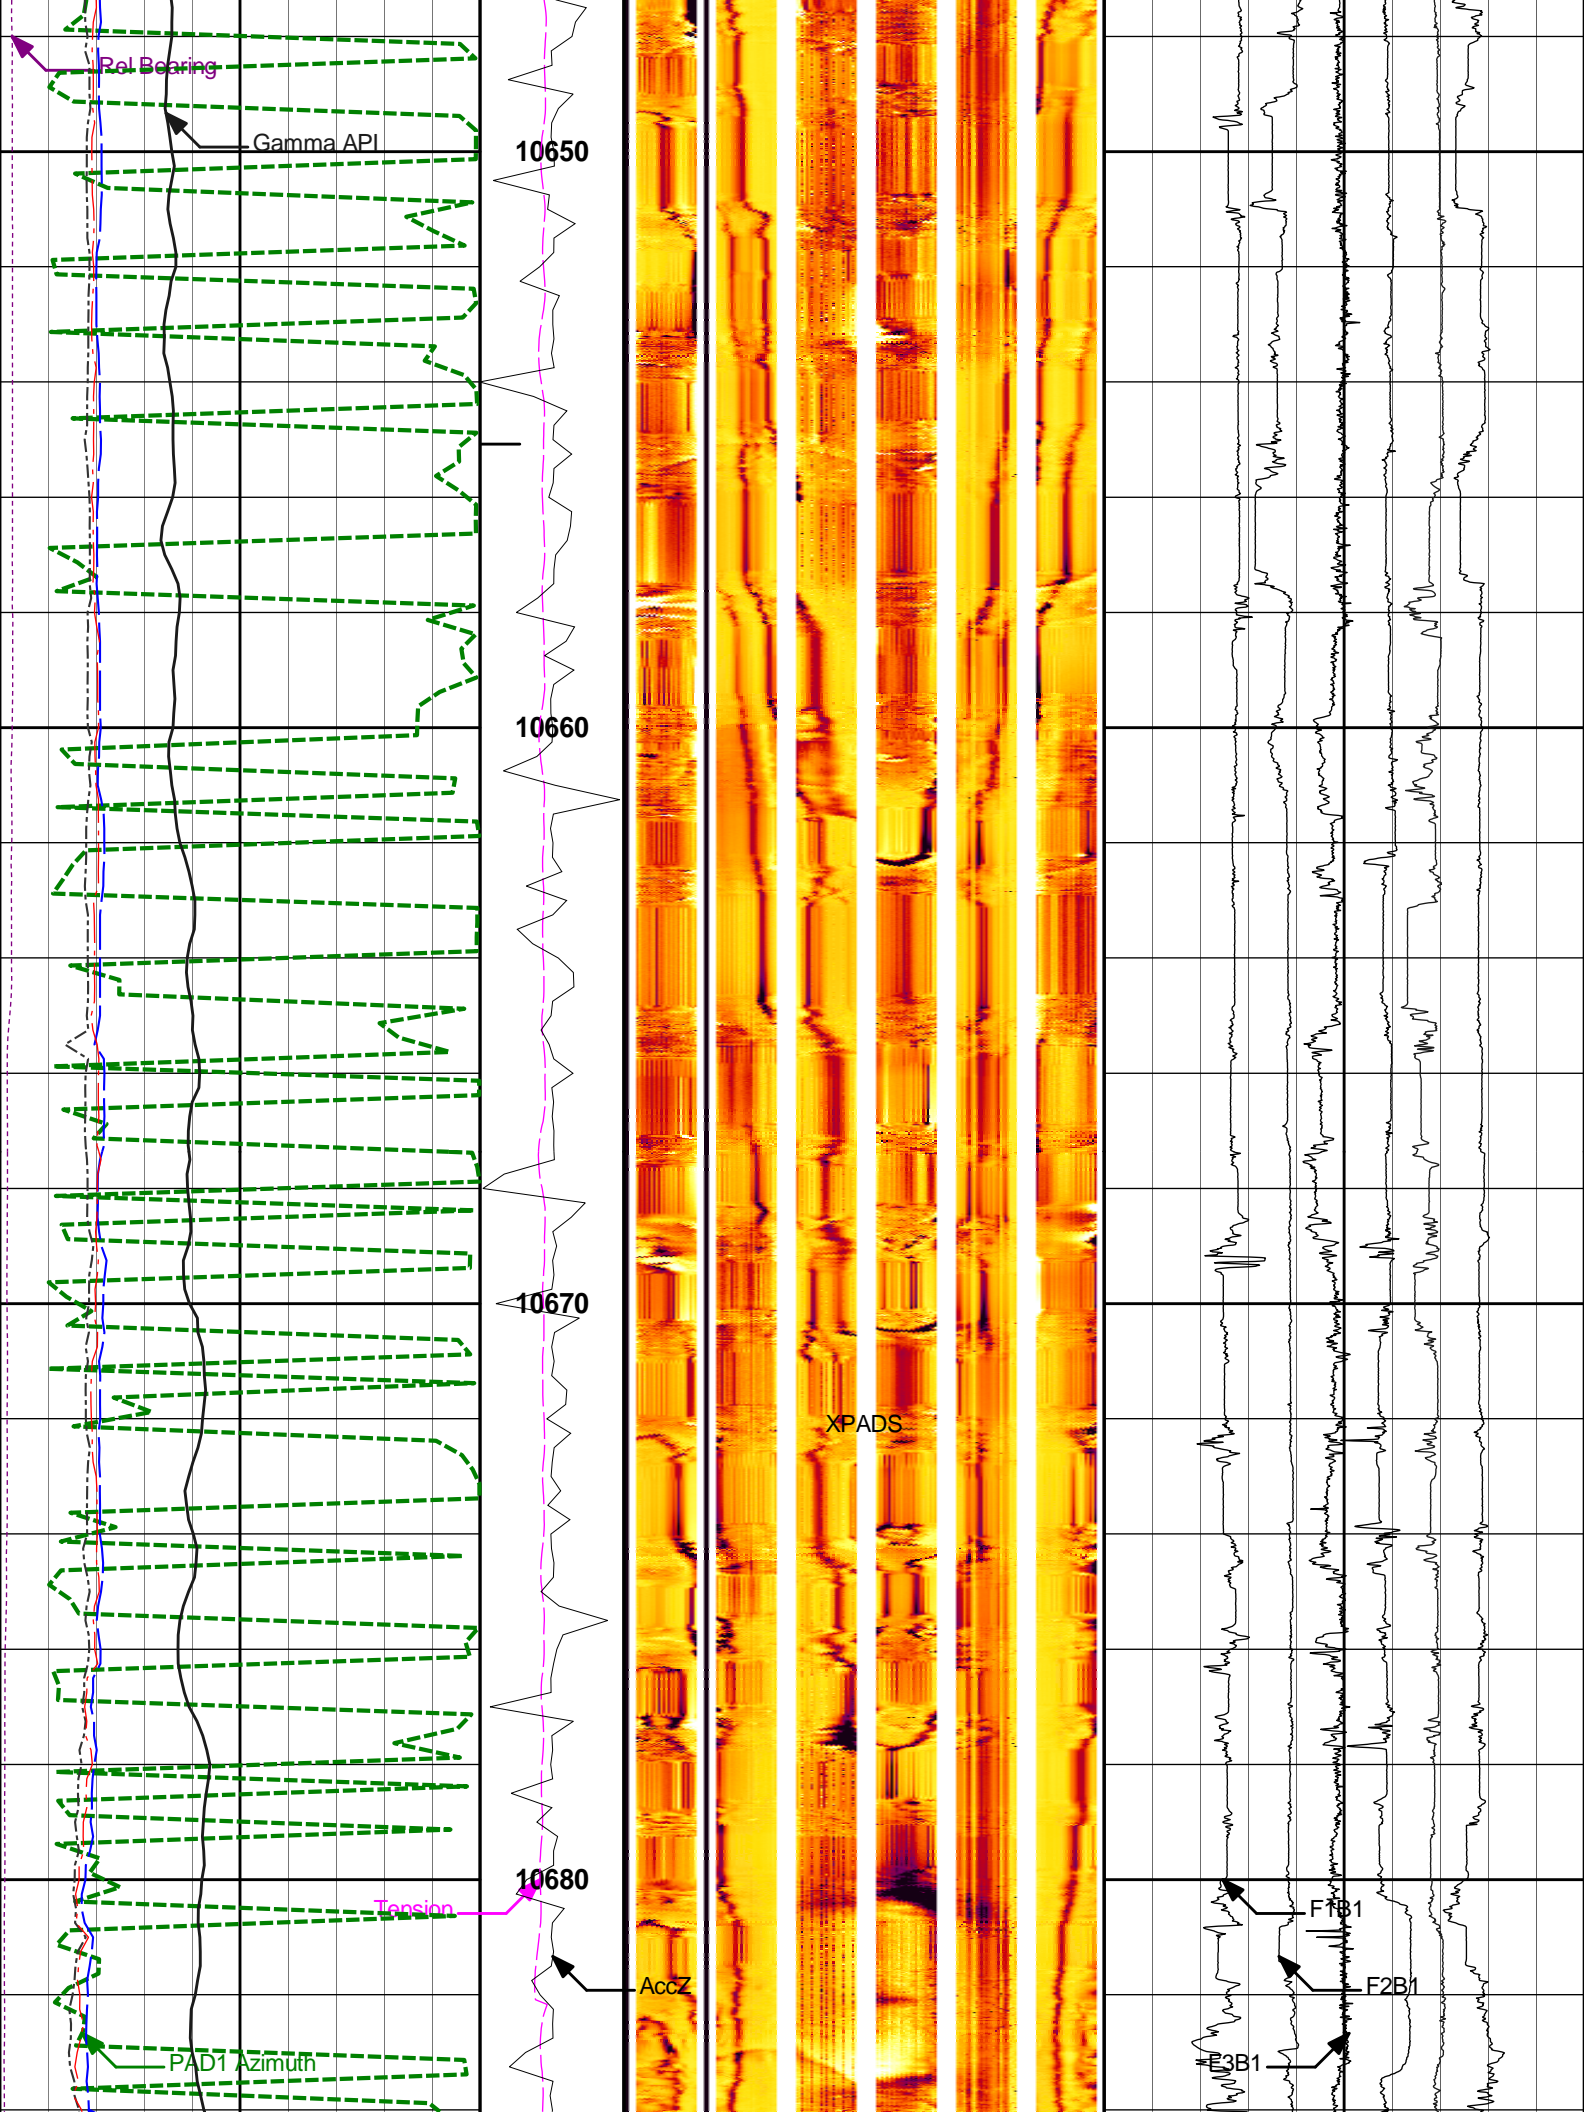 Rel Bearing
Gamma API
10650
10660
10670
XPADS
10680
Tension
F1B1
AccZ
F2B1
PAD1 Azimuth
F3B1